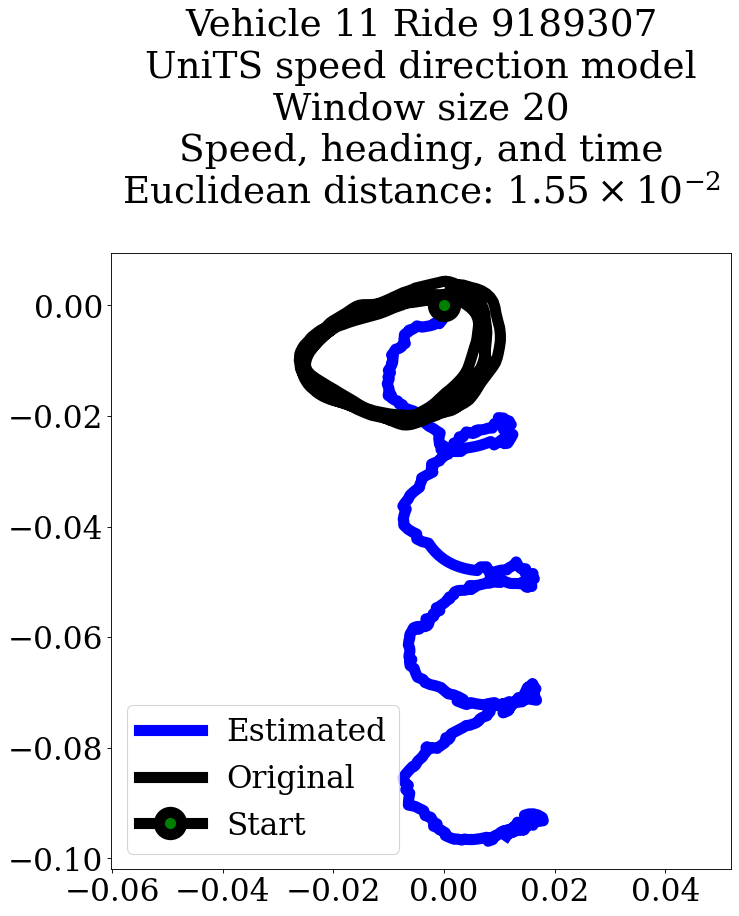 Vehicle 11 Ride 9189307
UniTS speed direction model
Window size 20
Speed, heading, and time
Euclidean distance: 1.55 × 10⁻²
0.00
−0.02
−0.04
−0.06
−0.08
−0.10
Estimated
Original
Start
−0.06 −0.04 −0.02 0.00 0.02 0.04